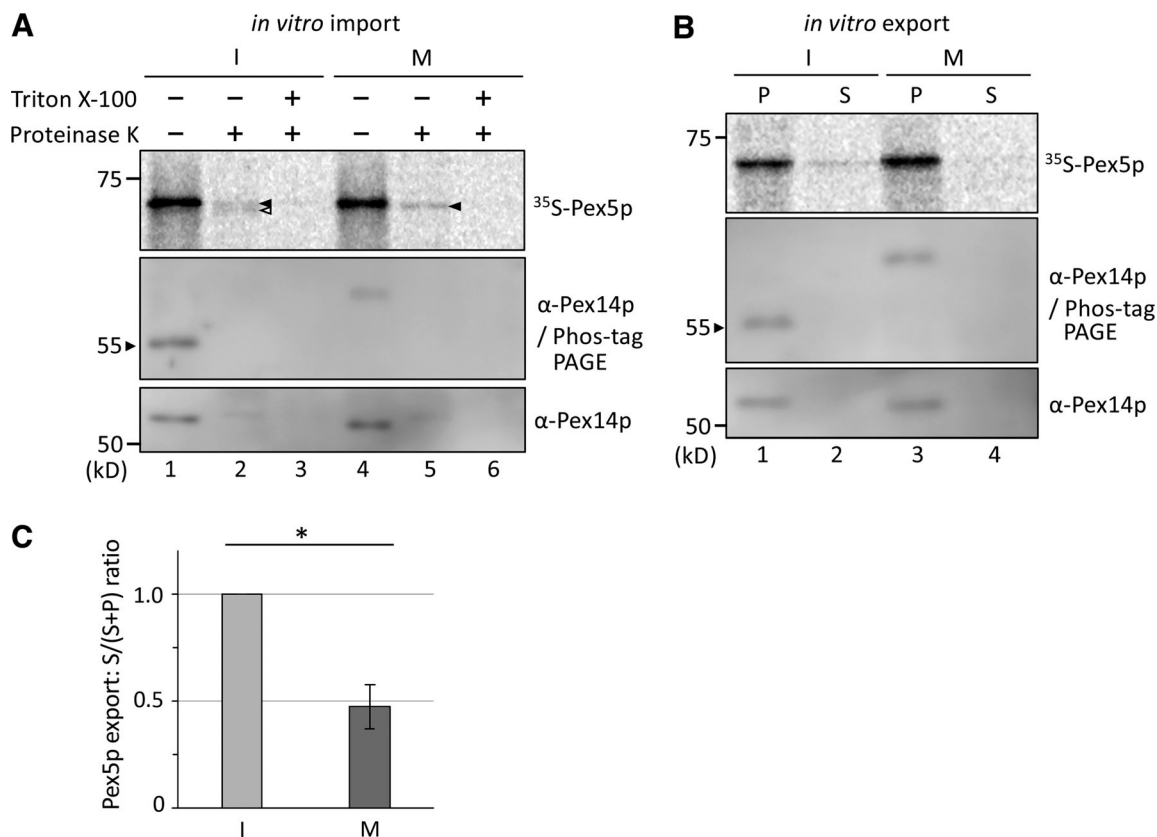 A
in vitro import
I M
Triton X-100 − − + − − +
Proteinase K − + + − + +
75
³⁵S-Pex5p
α-Pex14p
/ Phos-tag
PAGE
55
α-Pex14p
50
(kD) 1 2 3 4 5 6
B
in vitro export
I M
P S P S
75
³⁵S-Pex5p
α-Pex14p
/ Phos-tag
PAGE
55
α-Pex14p
50
(kD) 1 2 3 4
C
Pex5p export: S/(S+P) ratio
*
1.0
0.5
0
I M